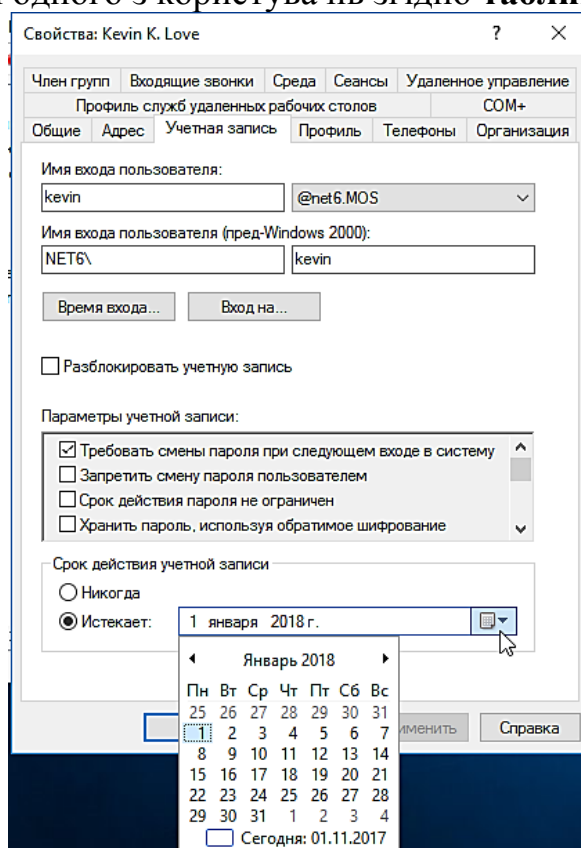 одного з користувачів згідно
Свойства: Kevin K. Love ? ×
Член групп Входящие звонки Среда Сеансы Удаленное управление
Профиль служб удаленных рабочих столов COM+
Общие Адрес Учетная запись Профиль Телефоны Организация
Имя входа пользователя:
kevin @net6.MOS
Имя входа пользователя (пред-Windows 2000):
NET6\ kevin
Время входа... Вход на...
Разблокировать учетную запись
Параметры учетной записи:
Требовать смены пароля при следующем входе в систему
Запретить смену пароля пользователем
Срок действия пароля не ограничен
Хранить пароль, используя обратимое шифрование
Срок действия учетной записи
Никогда
Истекает: 1 января 2018 г.
Январь 2018
Пн Вт Ср Чт Пт Сб Вс
25 26 27 28 29 30 31
1 2 3 4 5 6 7
8 9 10 11 12 13 14
15 16 17 18 19 20 21
22 23 24 25 26 27 28
29 30 31 1 2 3 4
Сегодня: 01.11.2017
именить Справка